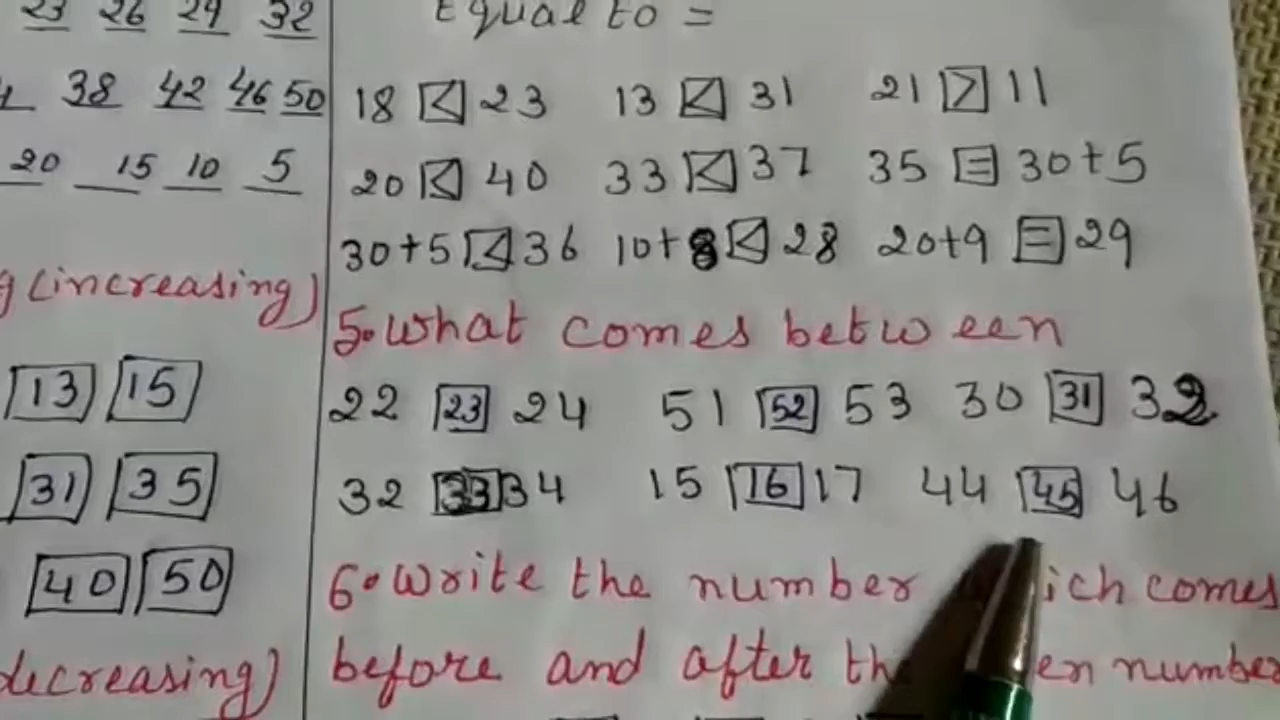 23 26 29 32
38 42 46 50
20 15 10 5
(increasing)
13 15
31 35
40 50
decreasing)
Equal to =
18 < 23 13 < 31 21 > 11
20 < 40 33 < 37 35 = 30+5
30+5 < 36 10+8 < 28 20+9 = 29
5. What comes between
22 23 24 51 52 53 30 31 32
32 33 34 15 16 17 44 45 46
6. Write the number comes
before and after number